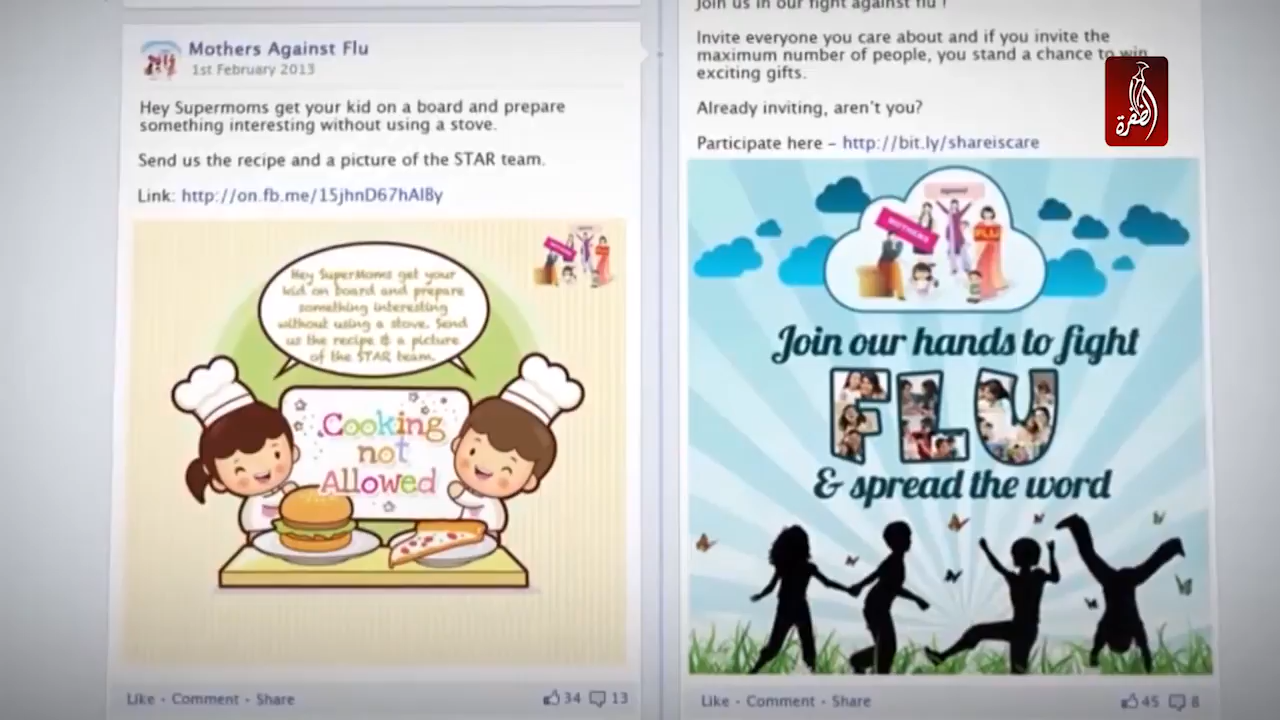 Mothers Against Flu
1st February 2013
Hey Supermoms get your kid on a board and prepare
something interesting without using a stove.
Send us the recipe and a picture of the STAR team.
Link: http://on.fb.me/15jhnD67hAlBy
Hey SuperMoms get your
kid on board and prepare
something interesting
without using a stove. Send
us the recipe & a picture
of the STAR team.
Cooking
not
Allowed
Like · Comment · Share
34 13
Join us in our fight against flu !
Invite everyone you care about and if you invite the
maximum number of people, you stand a chance to win
exciting gifts.
Already inviting, aren't you?
Participate here – http://bit.ly/shareiscare
against
MOTHERS
FLU
Join our hands to fight
FLU
& spread the word
Like · Comment · Share
45 8
الظفرة